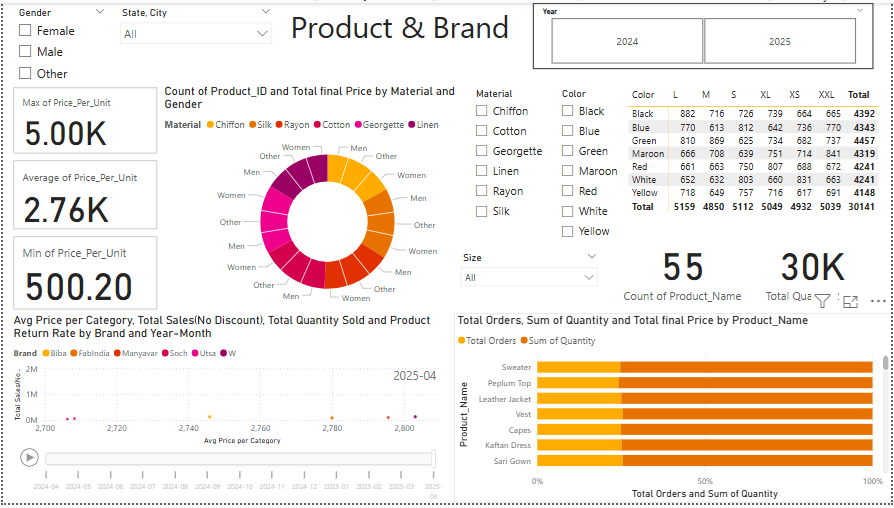 Gender
Female
Male
Other
State, City
All
Product & Brand
Year
2024
2025
Max of Price_Per_Unit
5.00K
Average of Price_Per_Unit
2.76K
Min of Price_Per_Unit
500.20
Count of Product_ID and Total final Price by Material and
Gender
Material Chiffon Silk Rayon Cotton Georgette Linen
Women
Men
Other
Other
Men
Women
Women
Men
Other
Other
Men
Women
Women
Men
Other
Other
Men
Women
Material
Chiffon
Cotton
Georgette
Linen
Rayon
Silk
Color
Black
Blue
Green
Maroon
Red
White
Yellow
Color L M S XL XS XXL Total
Black 882 716 726 739 664 665 4392
Blue 770 613 812 642 736 770 4343
Green 810 869 625 734 682 737 4457
Maroon 666 708 639 751 714 841 4319
Red 661 663 750 807 688 672 4241
White 652 632 803 660 831 663 4241
Yellow 718 649 757 716 617 691 4148
Total 5159 4850 5112 5049 4932 5039 30141
Size
All
55
Count of Product_Name
30K
Total Qua
Avg Price per Category, Total Sales(No Discount), Total Quantity Sold and Product
Return Rate by Brand and Year-Month
Brand Biba FabIndia Manyavar Soch Utsa W
2025-04
Total Sales(No...
2M
1M
0M
2,700 2,720 2,740 2,760 2,780 2,800
Avg Price per Category
2024-04 2024-05 2024-06 2024-07 2024-08 2024-09 2024-10 2024-11 2024-12 2025-01 2025-02 2025-03 2025-
04
Total Orders, Sum of Quantity and Total final Price by Product_Name
Total Orders Sum of Quantity
Product_Name
Sweater
Peplum Top
Leather Jacket
Vest
Capes
Kaftan Dress
Sari Gown
0% 50% 100%
Total Orders and Sum of Quantity